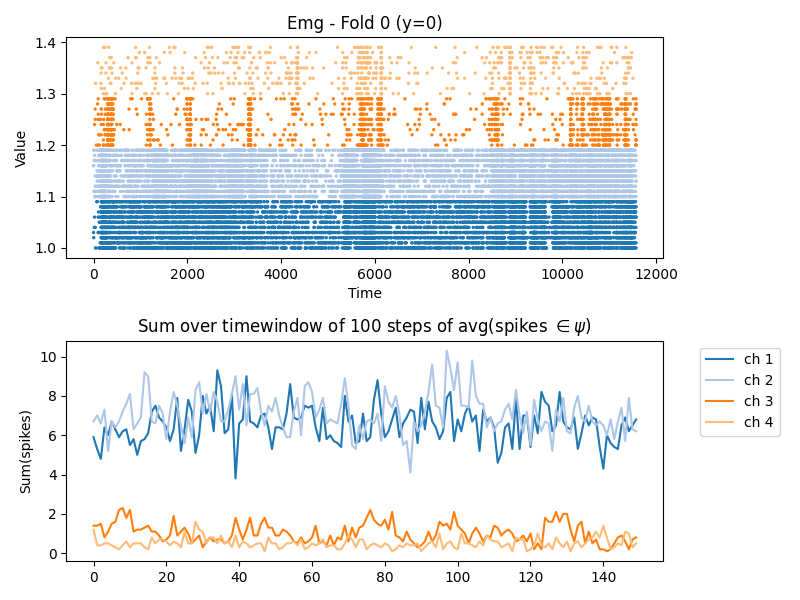 Emg - Fold 0 (y=0)
1.4
1.3
1.2
1.1
1.0
Value
0 2000 4000 6000 8000 10000 12000
Time
Sum over timewindow of 100 steps of avg(spikes ∈ψ)
10
8
6
4
2
0
Sum(spikes)
0 20 40 60 80 100 120 140
ch 1
ch 2
ch 3
ch 4